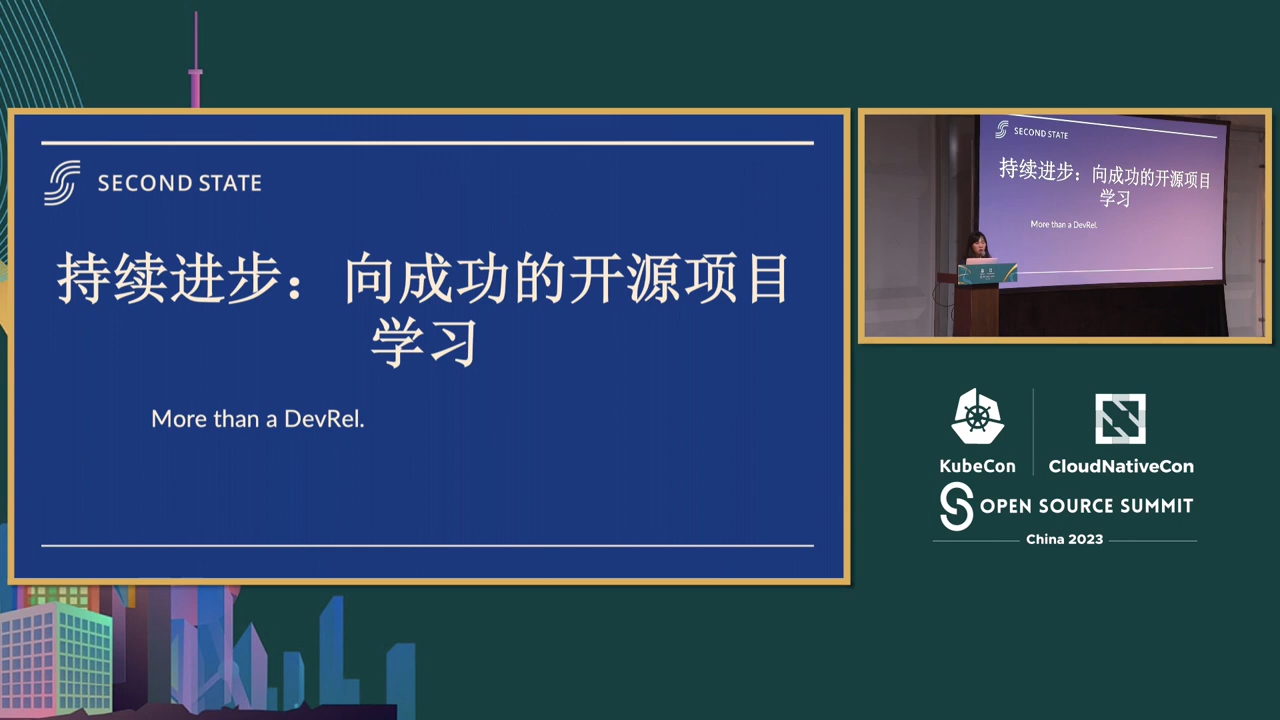 SECOND STATE
持续进步：向成功的开源项目
学习
More than a DevRel.
SECOND STATE
持续进步：向成功的开源项目
学习
More than a DevRel.
KubeCon
CloudNativeCon
OPEN SOURCE SUMMIT
China 2023